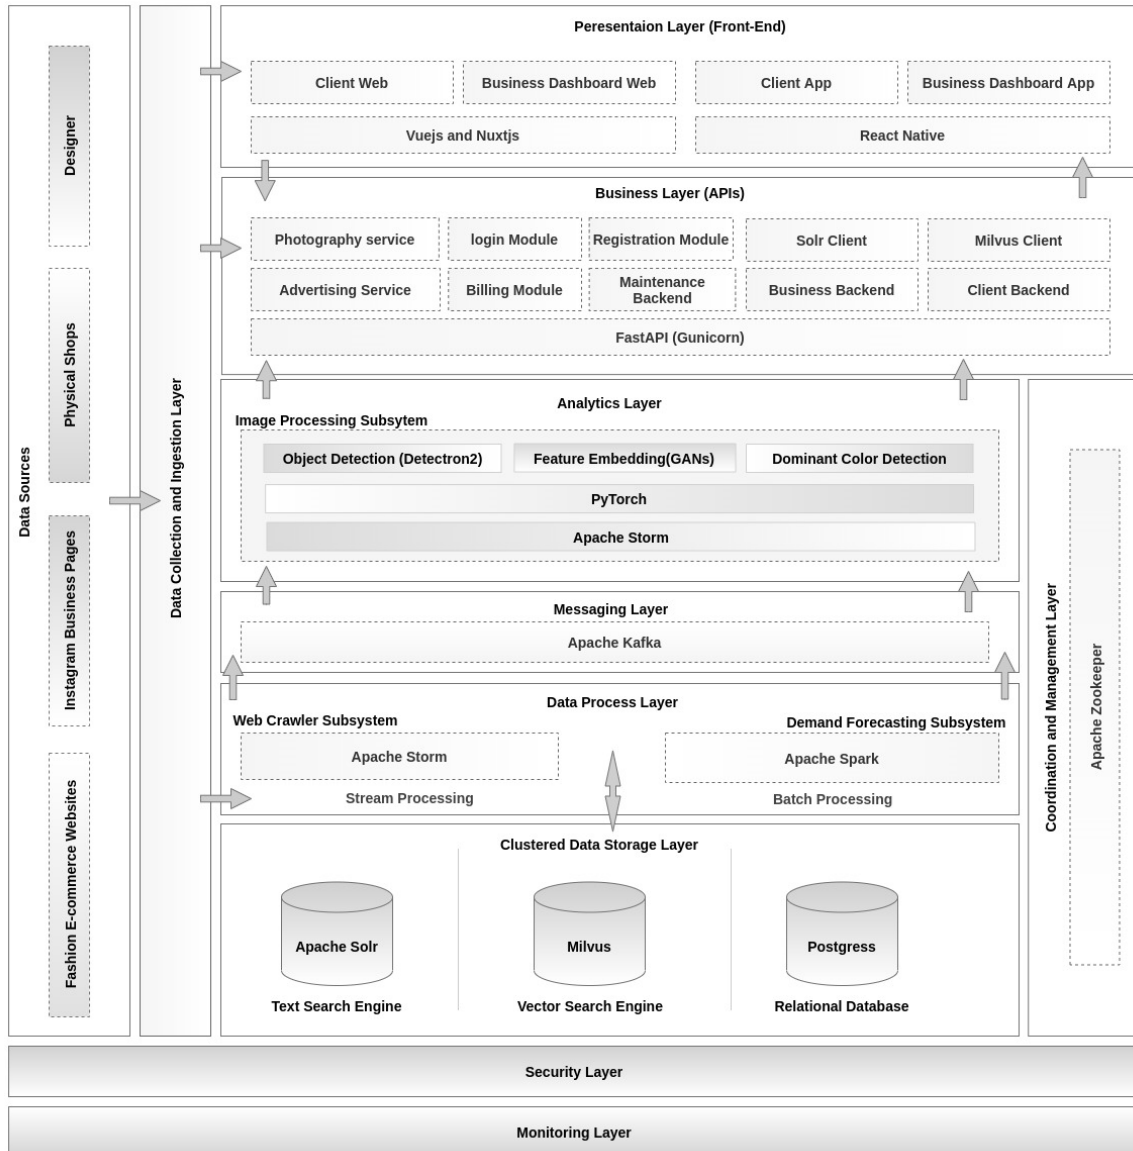 Data Sources
Designer
Physical Shops
Instagram Business Pages
Fashion E-commerce Websites
Data Collection and Ingestion Layer
Peresentaion Layer (Front-End)
Client Web
Business Dashboard Web
Client App
Business Dashboard App
Vuejs and Nuxtjs
React Native
Business Layer (APIs)
Photography service
login Module
Registration Module
Solr Client
Milvus Client
Advertising Service
Billing Module
Maintenance
Backend
Business Backend
Client Backend
FastAPI (Gunicorn)
Analytics Layer
Image Processing Subsytem
Object Detection (Detectron2)
Feature Embedding(GANs)
Dominant Color Detection
PyTorch
Apache Storm
Messaging Layer
Apache Kafka
Data Process Layer
Web Crawler Subsystem
Demand Forecasting Subsystem
Apache Storm
Apache Spark
Stream Processing
Batch Processing
Clustered Data Storage Layer
Apache Solr
Milvus
Postgress
Text Search Engine
Vector Search Engine
Relational Database
Coordination and Management Layer
Apache Zookeeper
Security Layer
Monitoring Layer